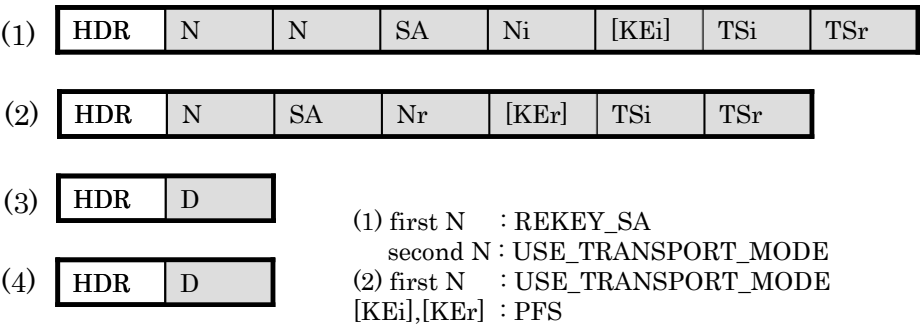 (1) HDR N N SA Ni [KEi] TSi TSr
(2) HDR N SA Nr [KEr] TSi TSr
(3) HDR D
(4) HDR D
(1) first N : REKEY_SA
second N : USE_TRANSPORT_MODE
(2) first N : USE_TRANSPORT_MODE
[KEi],[KEr] : PFS